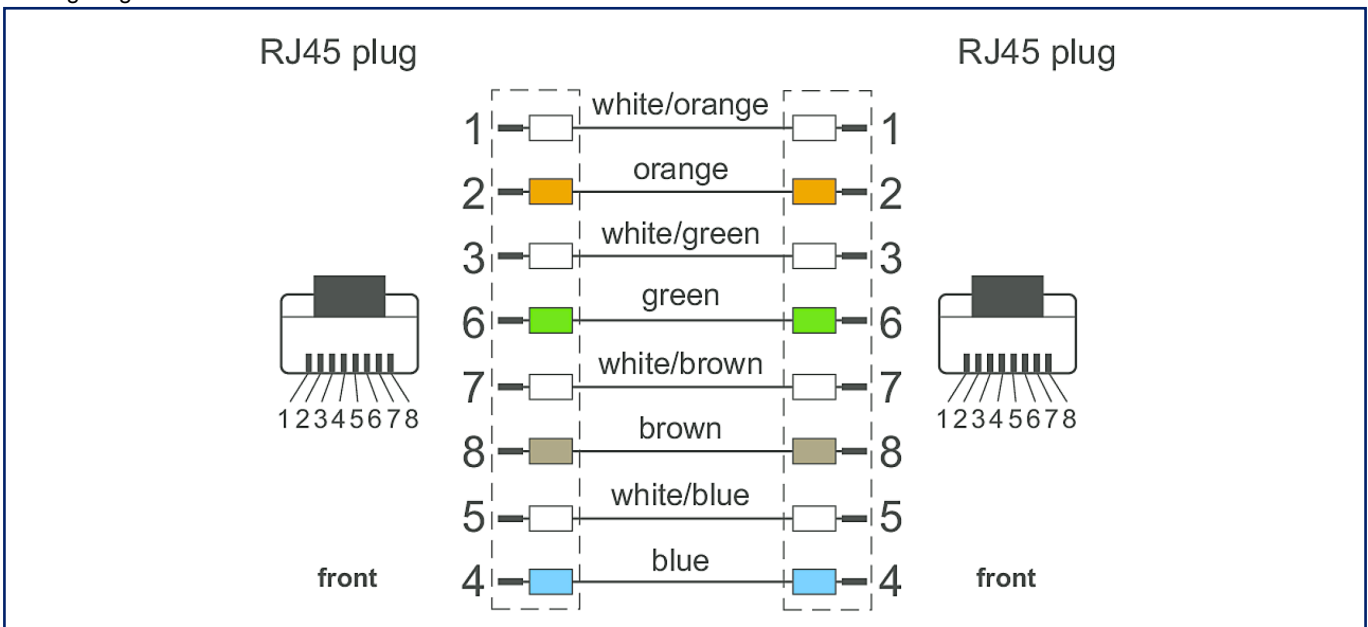 RJ45 plug RJ45 plug
white/orange
1 1
orange
2 2
white/green
3 3
green
6 6
white/brown
7 7
12345678 12345678
brown
8 8
white/blue
5 5
blue
front 4 4 front